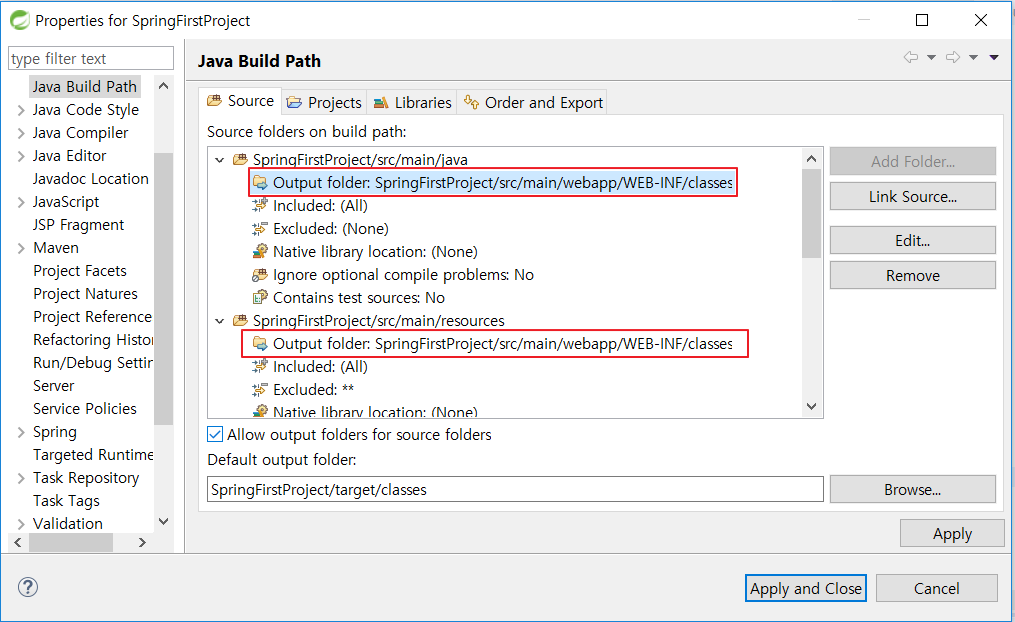 Properties for SpringFirstProject
type filter text
Java Build Path
Java Code Style
Java Compiler
Java Editor
Javadoc Location
JavaScript
JSP Fragment
Maven
Project Facets
Project Natures
Project Reference
Refactoring Histor
Run/Debug Settin
Server
Service Policies
Spring
Targeted Runtime
Task Repository
Task Tags
Validation
Java Build Path
Source
Projects
Libraries
Order and Export
Source folders on build path:
SpringFirstProject/src/main/java
Output folder: SpringFirstProject/src/main/webapp/WEB-INF/classes
Included: (All)
Excluded: (None)
Native library location: (None)
Ignore optional compile problems: No
Contains test sources: No
SpringFirstProject/src/main/resources
Output folder: SpringFirstProject/src/main/webapp/WEB-INF/classes
Included: (All)
Excluded: **
Native library location: (None)
Add Folder...
Link Source...
Edit...
Remove
Allow output folders for source folders
Default output folder:
SpringFirstProject/target/classes
Browse...
Apply
?
Apply and Close
Cancel